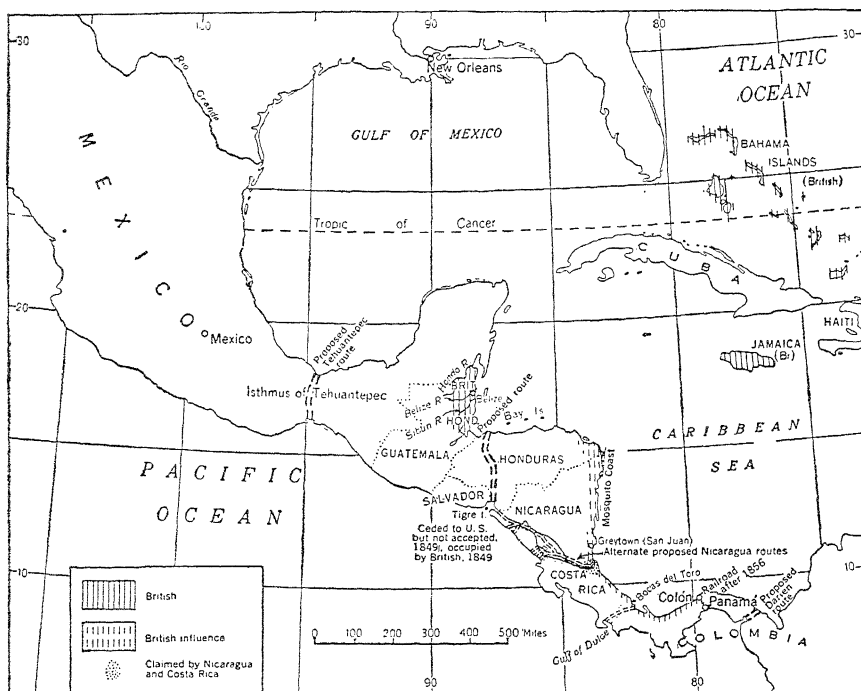 30
100
90
80
30
Rio Grande
New Orleans
ATLANTIC
OCEAN
GULF OF MEXICO
BAHAMA
ISLANDS
(British)
MEXICO
Tropic of Cancer
CUBA
20
Mexico
HAITI
JAMAICA
(Br)
Proposed
Tehuantepec
route
Isthmus of Tehuantepec
Hondo R
BRIT
Belize R
Belize
Sibun R
HOND
Proposed route
Bay Is
GUATEMALA
HONDURAS
CARIBBEAN
SEA
PACIFIC
OCEAN
SALVADOR
NICARAGUA
Mosquito Coast
Tigre I.
Ceded to U.S.
but not accepted,
1849, occupied
by British, 1849
Greytown (San Juan)
Alternate proposed Nicaragua routes
COSTA
RICA
Bocas del Toro
Colón
Railroad
after 1856
Panama
Proposed
Darien
route
Gulf of Dulce
COLOMBIA
10
10
British
British influence
Claimed by Nicaragua
and Costa Rica
0 100 200 300 400 500 Miles
90
80